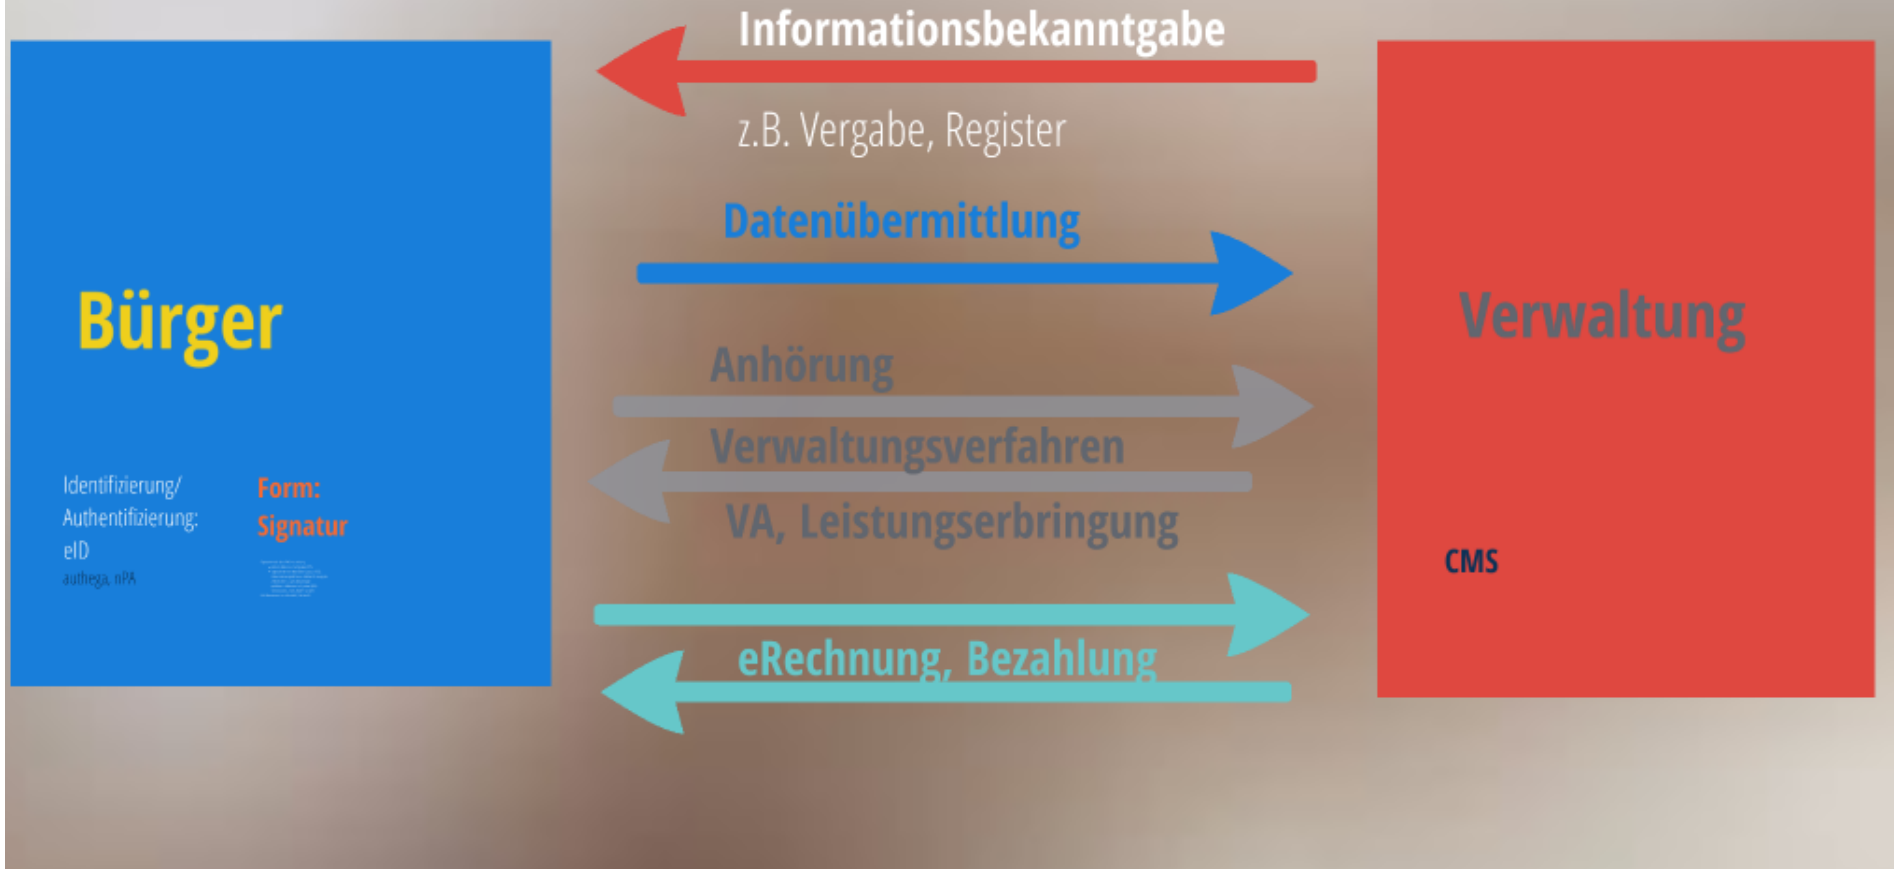 Informationsbekanntgabe
z.B. Vergabe, Register
Datenübermittlung
Bürger
Verwaltung
Anhörung
Verwaltungsverfahren
VA, Leistungserbringung
Identifizierung/
Authentifizierung:
eID
authega, nPA
Form:
Signatur
CMS
eRechnung, Bezahlung